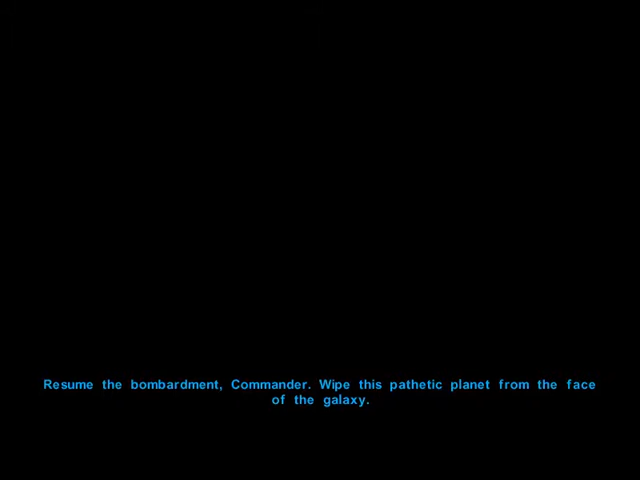 Resume the bombardment, Commander. Wipe this pathetic planet from the face
of the galaxy.